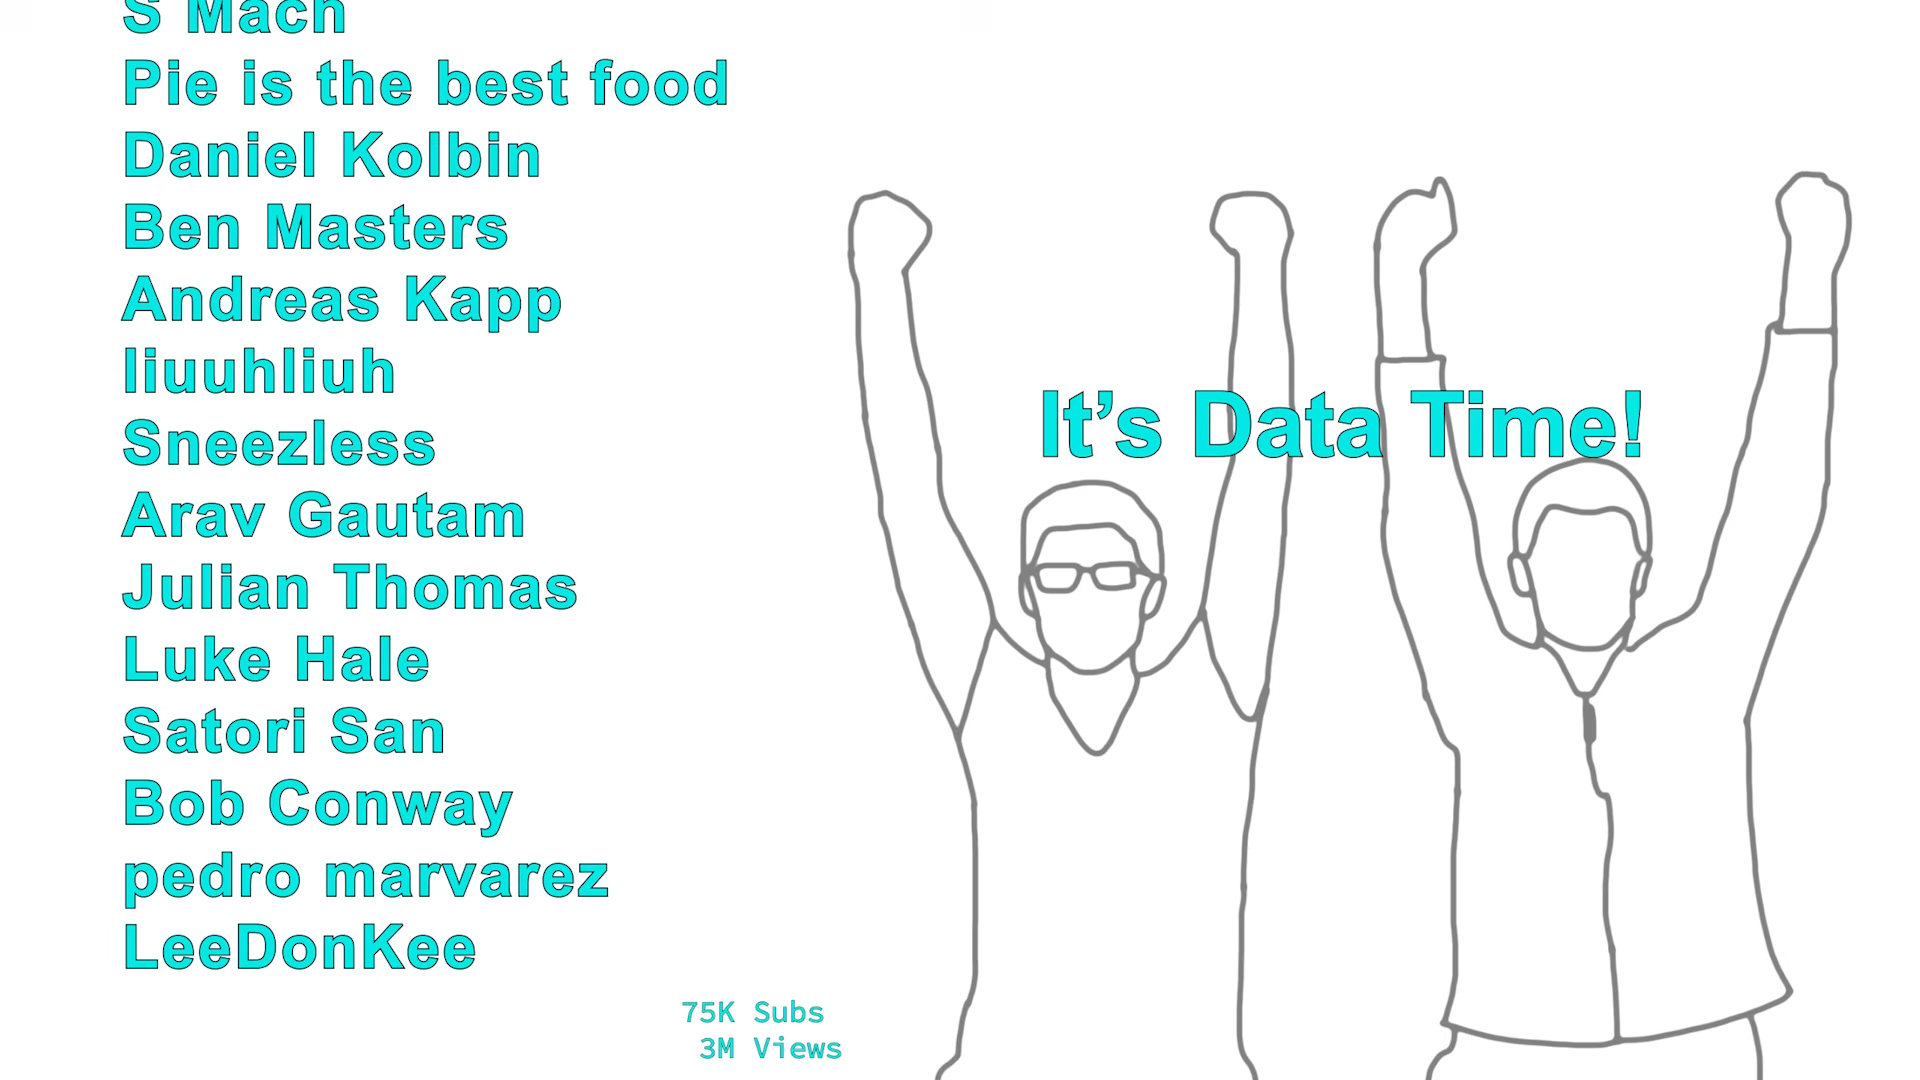 S Mach
Pie is the best food
Daniel Kolbin
Ben Masters
Andreas Kapp
liuuhliuh
Sneezless
Arav Gautam
Julian Thomas
Luke Hale
Satori San
Bob Conway
pedro marvarez
LeeDonKee
It’s Data Time!
75K Subs
3M Views